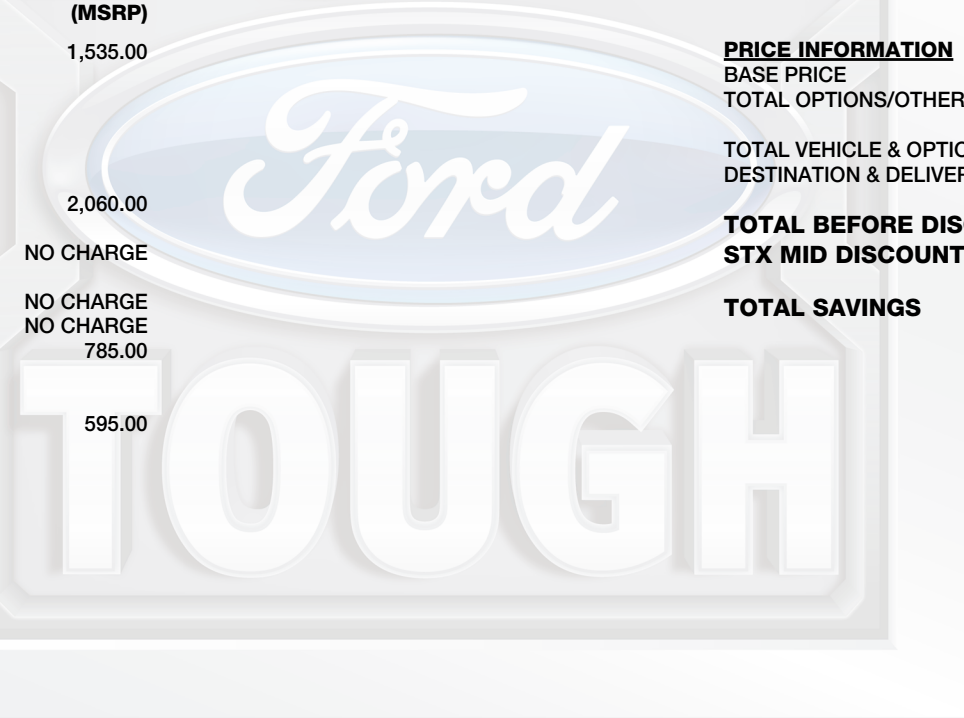 (MSRP)
1,535.00
2,060.00
NO CHARGE
NO CHARGE
NO CHARGE
785.00
595.00
PRICE INFORMATION
BASE PRICE
TOTAL OPTIONS/OTHER
TOTAL VEHICLE & OPTIO
DESTINATION & DELIVER
TOTAL BEFORE DIS
STX MID DISCOUNT
TOTAL SAVINGS
Ford
TOUGH